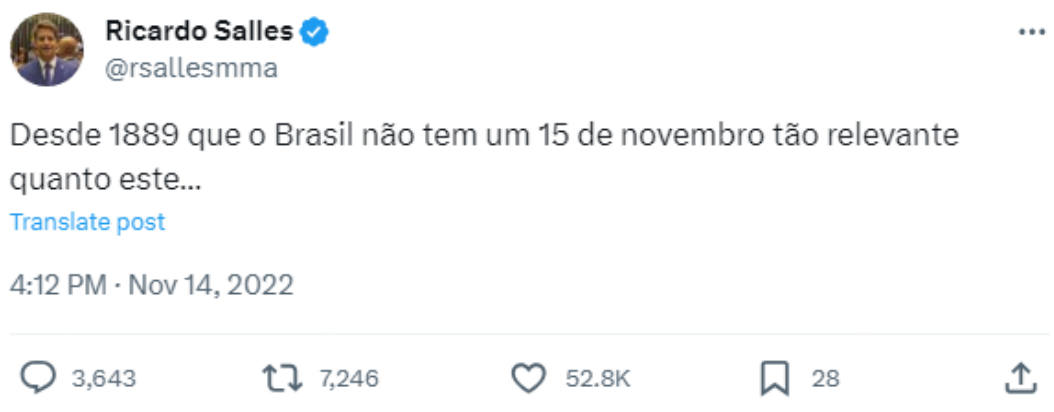 Ricardo Salles
@rsallesmma
Desde 1889 que o Brasil não tem um 15 de novembro tão relevante
quanto este...
Translate post
4:12 PM · Nov 14, 2022
3,643 7,246 52.8K 28